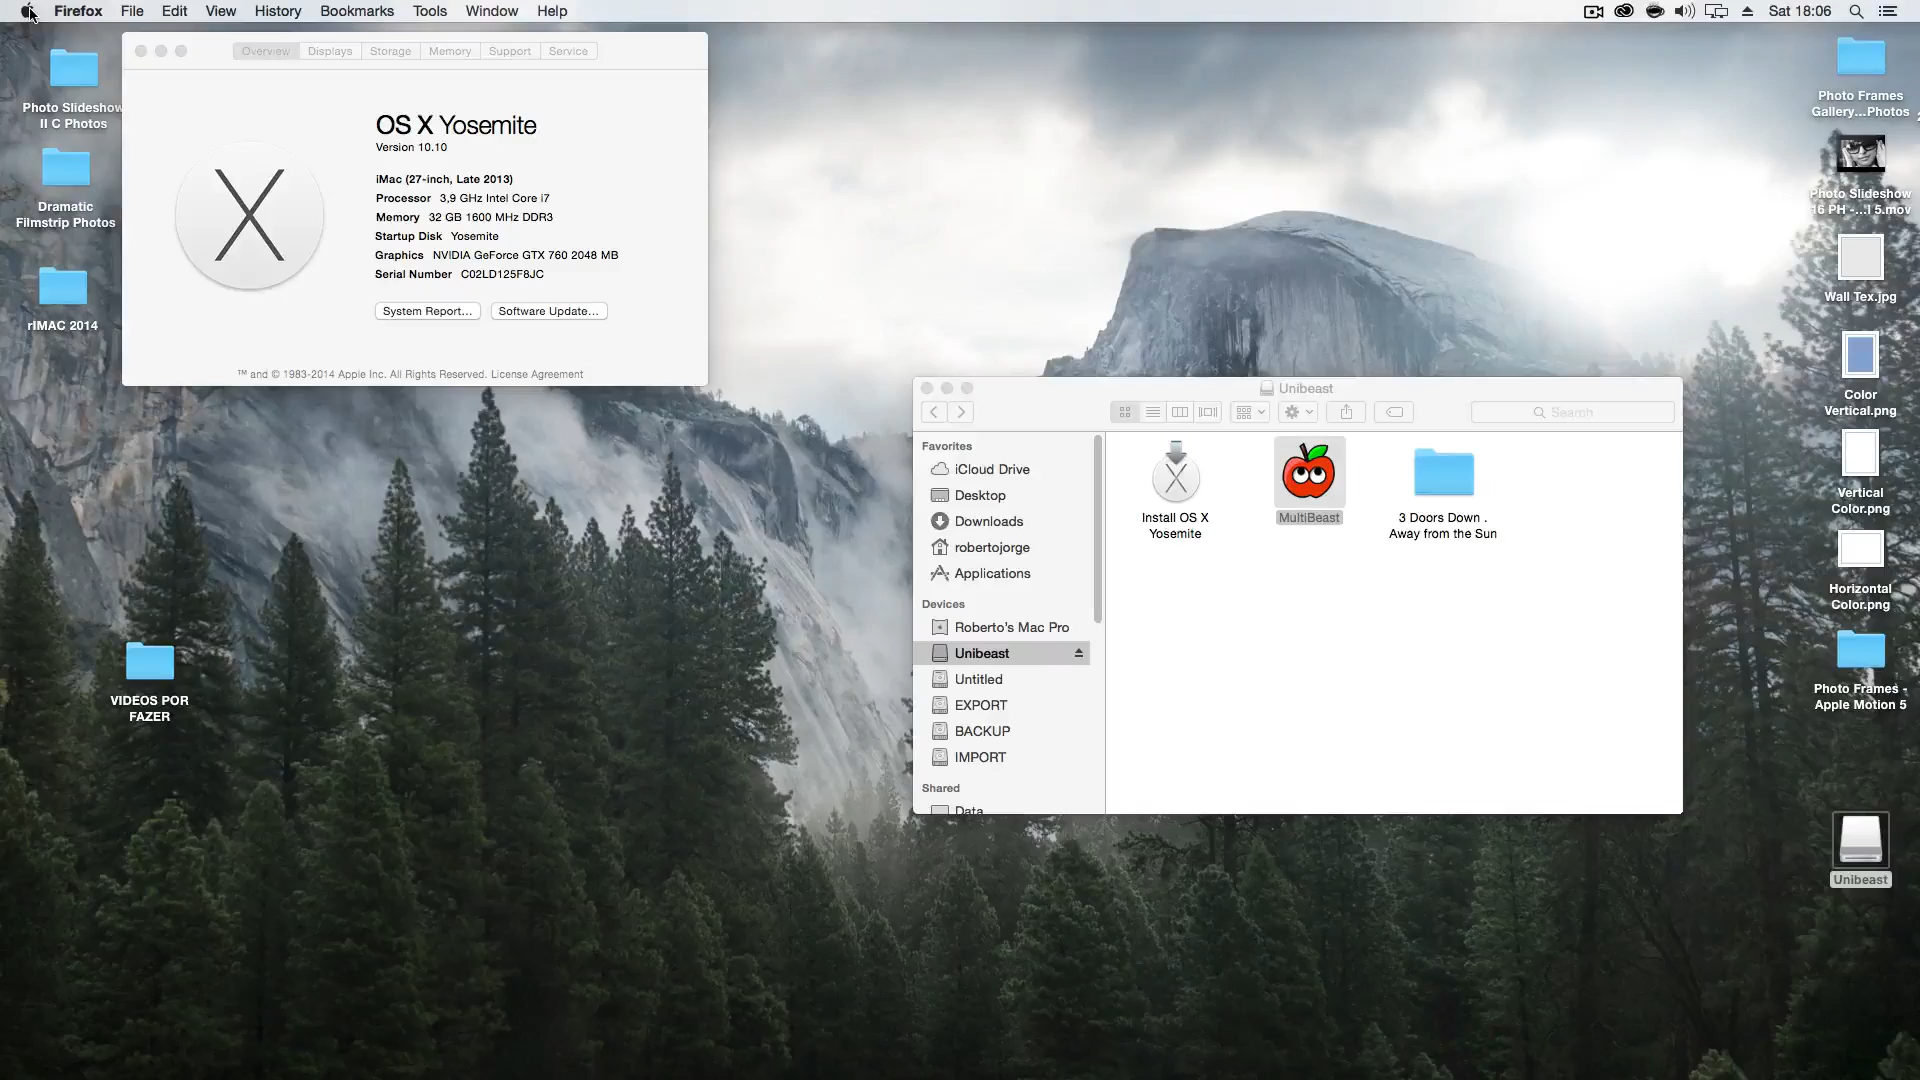 Firefox File Edit View History Bookmarks Tools Window Help
Sat 18:06
Photo Slideshow
II C Photos
Dramatic
Filmstrip Photos
rIMAC 2014
VIDEOS POR
FAZER
Overview Displays Storage Memory Support Service
OS X Yosemite
Version 10.10
iMac (27-inch, Late 2013)
Processor 3,9 GHz Intel Core i7
Memory 32 GB 1600 MHz DDR3
Startup Disk Yosemite
Graphics NVIDIA GeForce GTX 760 2048 MB
Serial Number C02LD125F8JC
System Report...
Software Update...
™ and © 1983-2014 Apple Inc. All Rights Reserved. License Agreement
Unibeast
Search
Favorites
iCloud Drive
Desktop
Downloads
robertojorge
Applications
Devices
Roberto's Mac Pro
Unibeast
Untitled
EXPORT
BACKUP
IMPORT
Shared
Data
Install OS X
Yosemite
MultiBeast
3 Doors Down .
Away from the Sun
Photo Frames
Gallery...Photos
Photo Slideshow
16 PH -...l 5.mov
Wall Tex.jpg
Color
Vertical.png
Vertical
Color.png
Horizontal
Color.png
Photo Frames -
Apple Motion 5
Unibeast